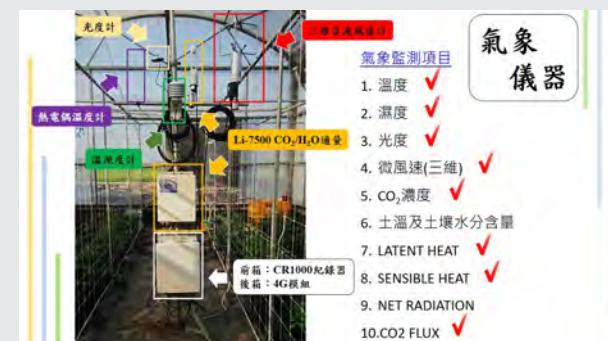 氣象
儀器
光度計
三維音波風速計
熱電偶溫度計
Li-7500 CO₂/H₂O通量
溫溼度計
前箱：CR1000紀錄器
後箱：4G模組
氣象監測項目
1. 溫度
2. 濕度
3. 光度
4. 微風速(三維)
5. CO₂濃度
6. 土溫及土壤水分含量
7. LATENT HEAT
8. SENSIBLE HEAT
9. NET RADIATION
10.CO2 FLUX